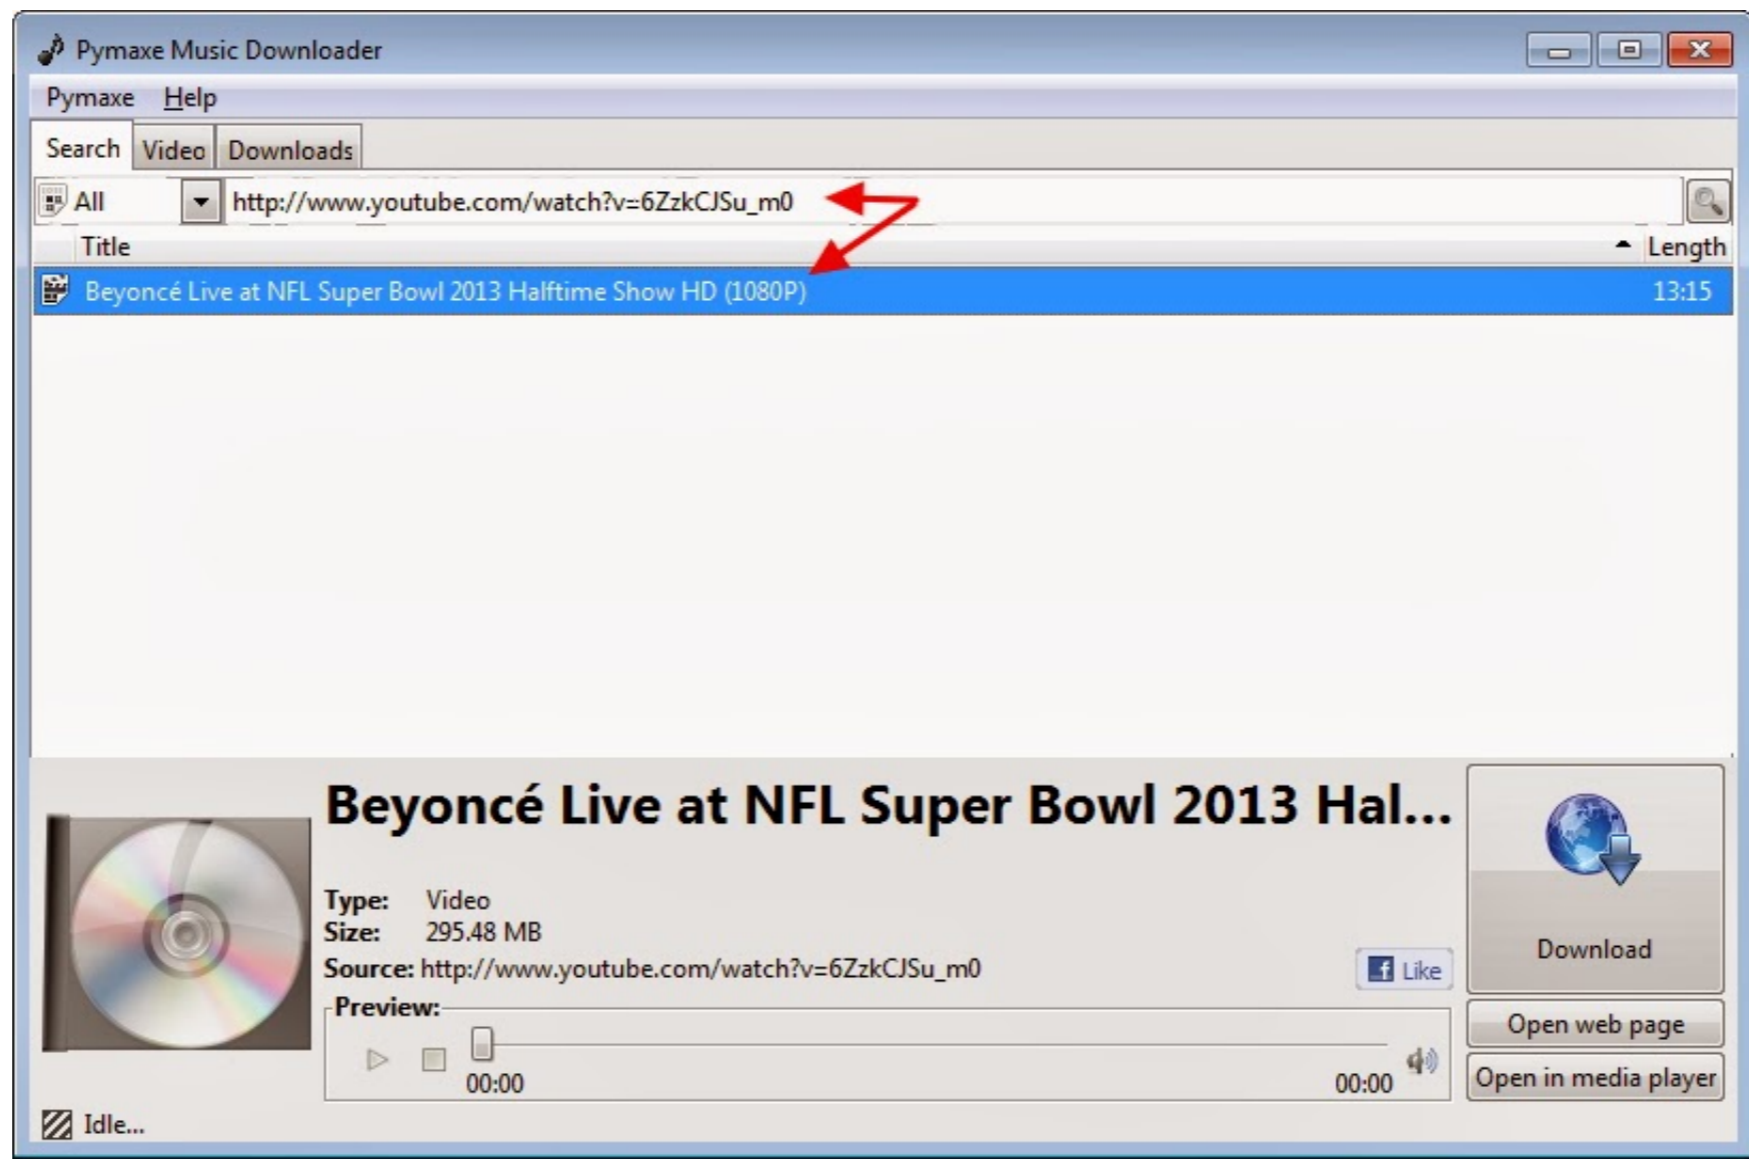 Pymaxe Music Downloader
Pymaxe Help
Search Video Downloads
All http://www.youtube.com/watch?v=6ZzkCJSu_m0
Title Length
Beyoncé Live at NFL Super Bowl 2013 Halftime Show HD (1080P) 13:15
Beyoncé Live at NFL Super Bowl 2013 Hal...
Type: Video
Size: 295.48 MB
Source: http://www.youtube.com/watch?v=6ZzkCJSu_m0
f Like
Download
Preview:
Open web page
00:00 00:00
Open in media player
Idle...